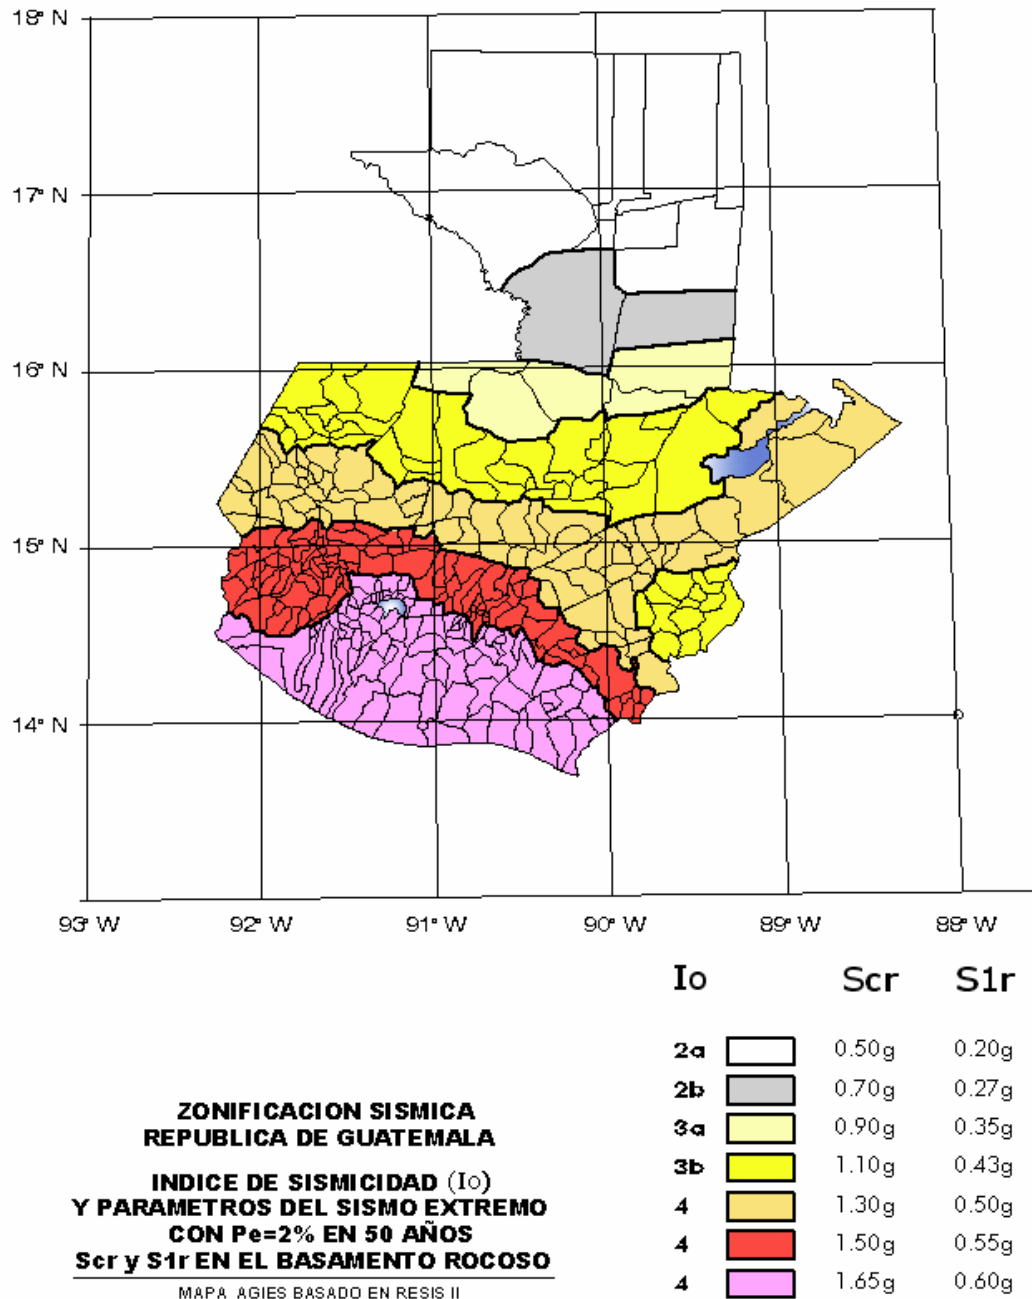 18° N
17° N
16° N
15° N
14° N
93° W 92° W 91° W 90° W 89° W 88° W
Io Scr S1r
2a 0.50g 0.20g
2b 0.70g 0.27g
3a 0.90g 0.35g
3b 1.10g 0.43g
4 1.30g 0.50g
4 1.50g 0.55g
4 1.65g 0.60g
ZONIFICACION SISMICA
REPUBLICA DE GUATEMALA
INDICE DE SISMICIDAD (Io)
Y PARAMETROS DEL SISMO EXTREMO
CON Pe=2% EN 50 AÑOS
Scr y S1r EN EL BASAMENTO ROCOSO
MAPA AGIES BASADO EN RESIS II